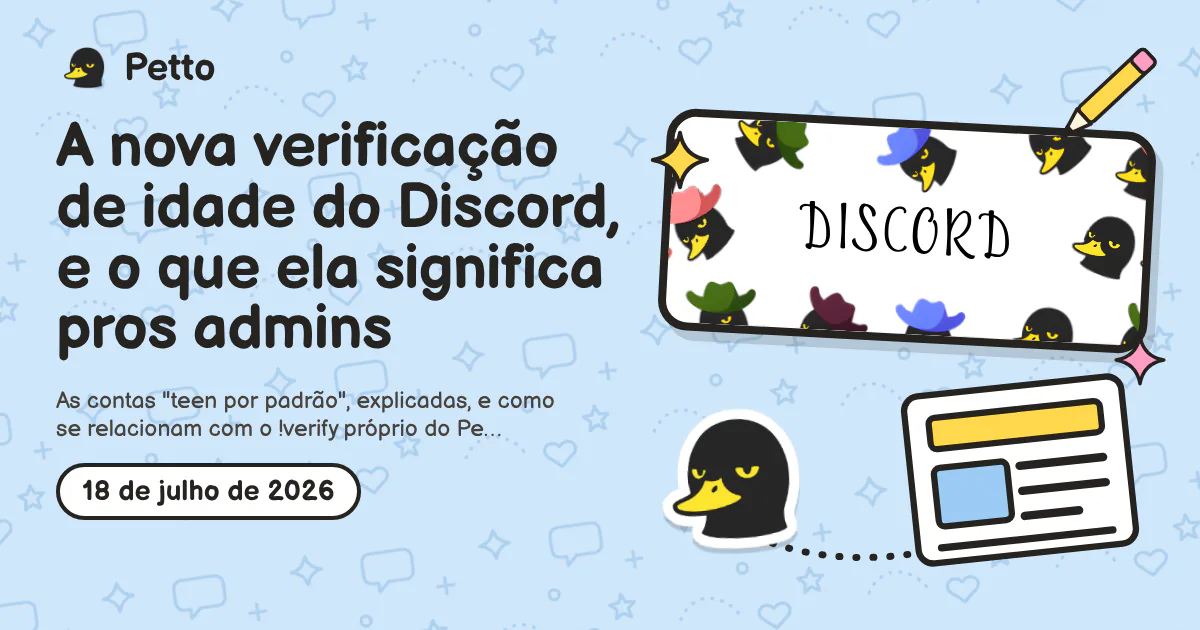 Petto
A nova verificação
de idade do Discord,
e o que ela significa
pros admins
As contas "teen por padrão", explicadas, e como
se relacionam com o !verify próprio do Pe...
18 de julho de 2026
DISCORD